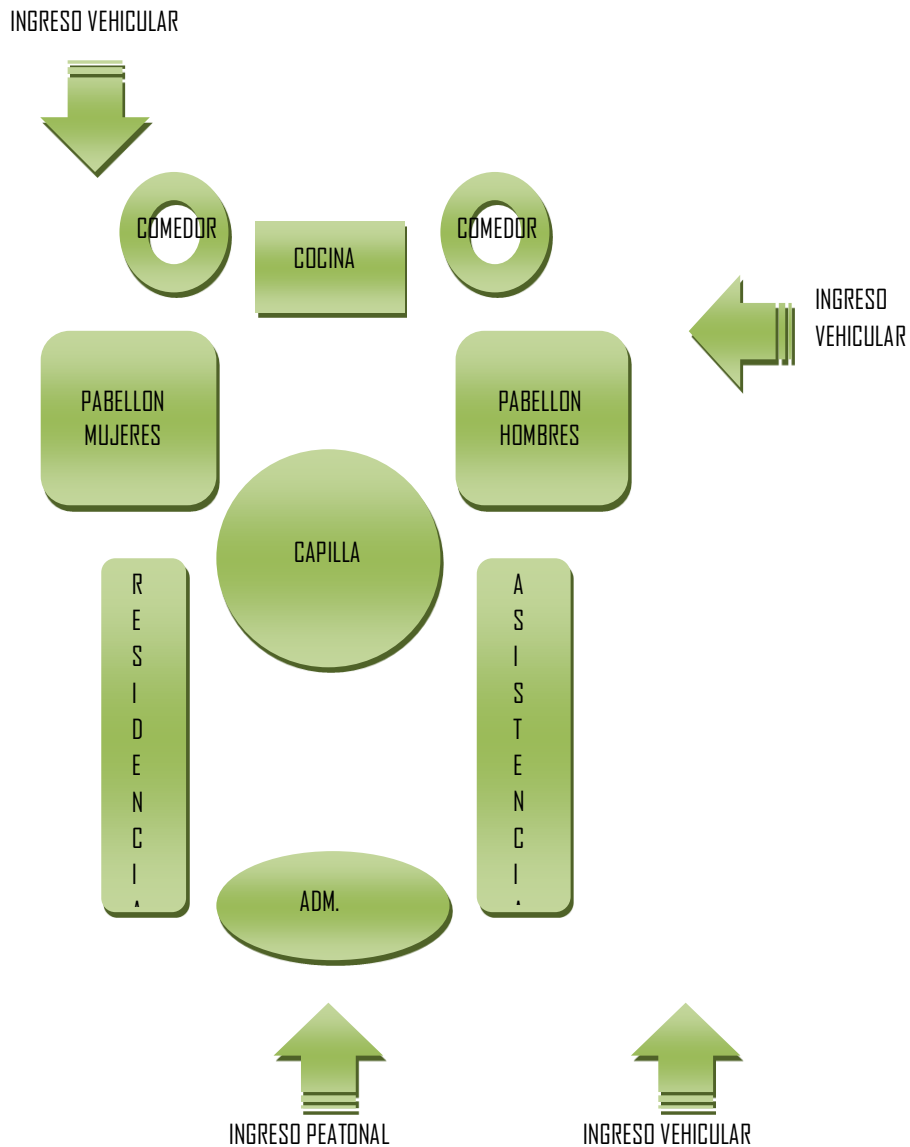 INGRESO VEHICULAR
COMEDOR
COCINA
COMEDOR
INGRESO
VEHICULAR
PABELLON
MUJERES
PABELLON
HOMBRES
CAPILLA
R
E
S
I
D
E
N
C
I
A
S
I
S
T
E
N
C
I
ADM.
INGRESO PEATONAL
INGRESO VEHICULAR